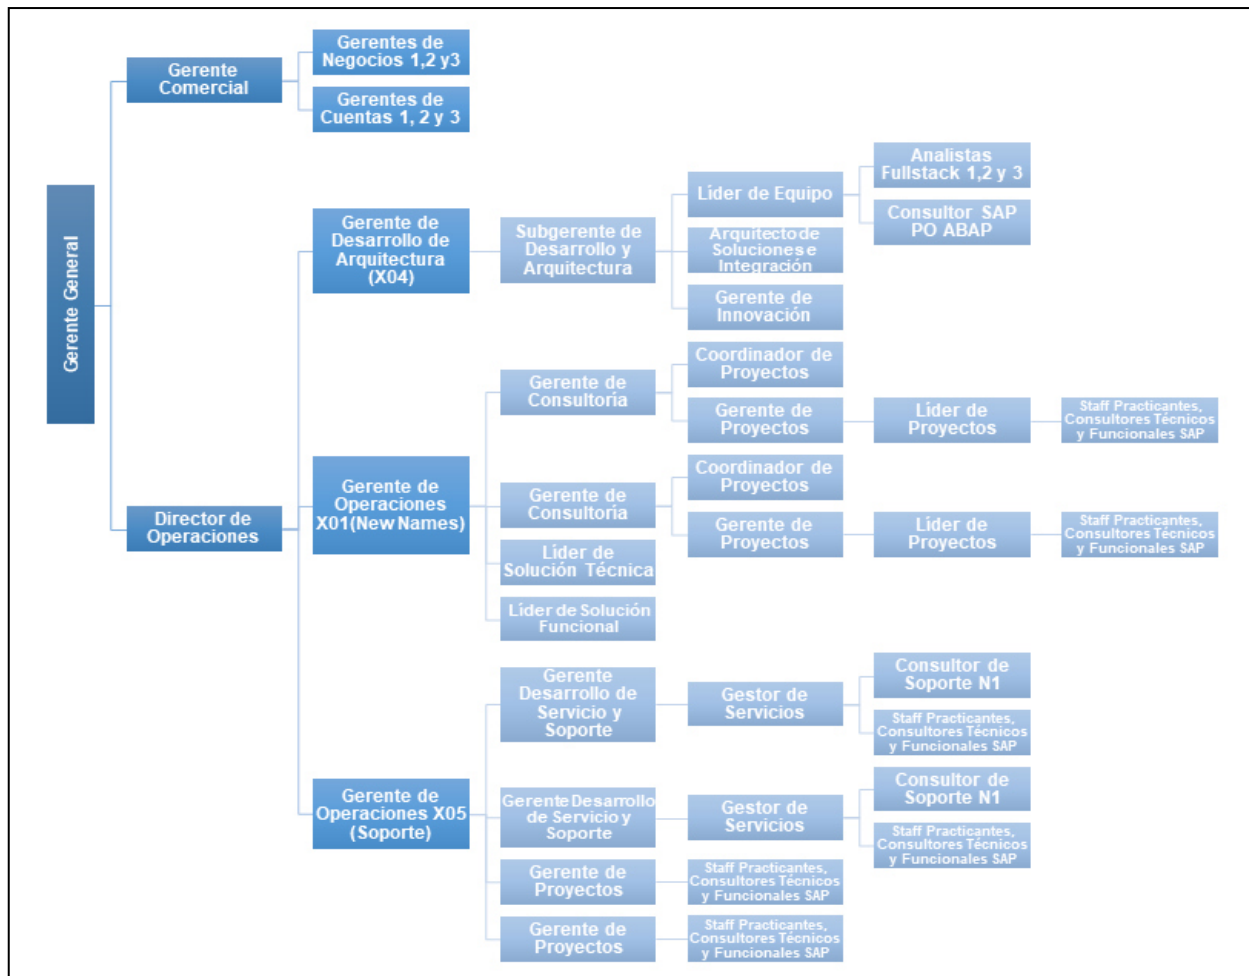 Gerente General
Gerente
Comercial
Gerentes de
Negocios 1,2 y3
Gerentes de
Cuentas 1, 2 y 3
Director de
Operaciones
Gerente de
Desarrollo de
Arquitectura
(X04)
Subgerente de
Desarrollo y
Arquitectura
Líder de Equipo
Analistas
Fullstack 1,2 y 3
Consultor SAP
PO ABAP
Arquitecto de
Soluciones e
Integración
Gerente de
Innovación
Gerente de
Operaciones
X01(New Names)
Gerente de
Consultoría
Coordinador de
Proyectos
Gerente de
Proyectos
Líder de
Proyectos
Staff Practicantes,
Consultores Técnicos
y Funcionales SAP
Gerente de
Consultoría
Coordinador de
Proyectos
Gerente de
Proyectos
Líder de
Proyectos
Staff Practicantes,
Consultores Técnicos
y Funcionales SAP
Líder de
Solución Técnica
Líder de Solución
Funcional
Gerente de
Operaciones X05
(Soporte)
Gerente
Desarrollo de
Servicio y
Soporte
Gestor de
Servicios
Consultor de
Soporte N1
Staff Practicantes,
Consultores Técnicos
y Funcionales SAP
Gerente Desarrollo
de Servicio y
Soporte
Gestor de
Servicios
Consultor de
Soporte N1
Staff Practicantes,
Consultores Técnicos
y Funcionales SAP
Gerente de
Proyectos
Staff Practicantes,
Consultores Técnicos
y Funcionales SAP
Gerente de
Proyectos
Staff Practicantes,
Consultores Técnicos
y Funcionales SAP